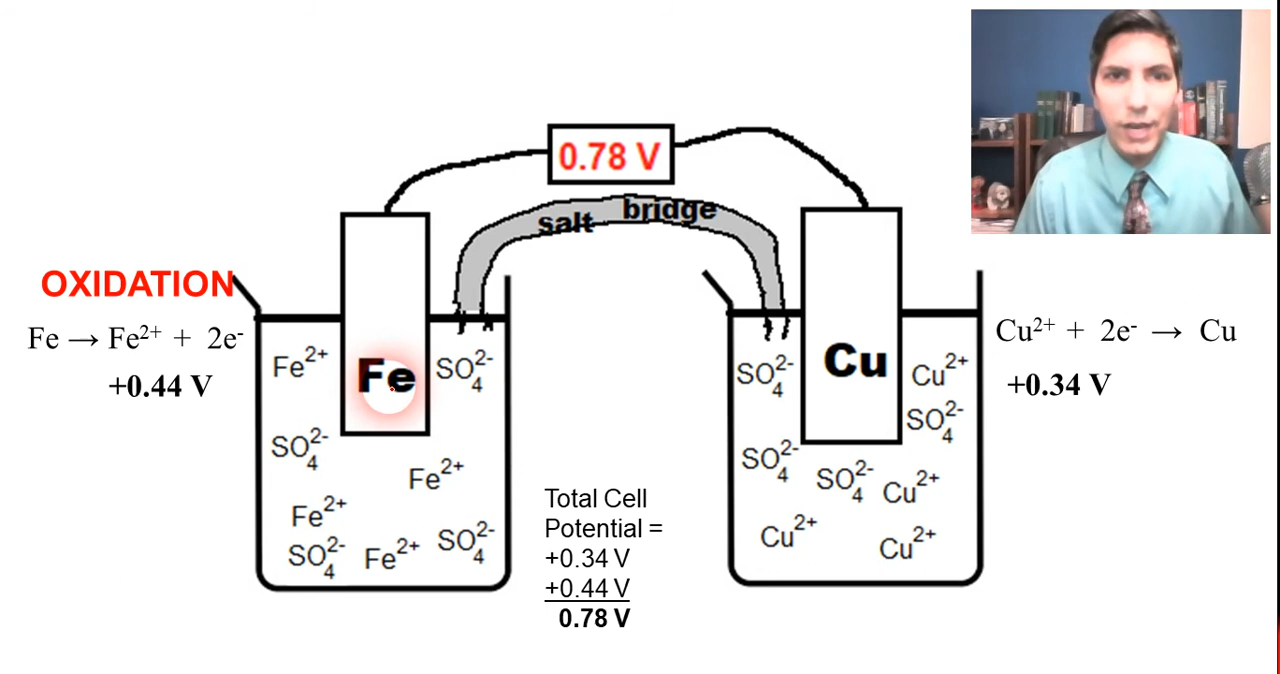 0.78 V
salt bridge
OXIDATION
Fe → Fe²⁺ + 2e⁻
+0.44 V
Cu²⁺ + 2e⁻ → Cu
+0.34 V
Fe
Fe²⁺
SO₄²⁻
SO₄²⁻
Fe²⁺
Fe²⁺
SO₄²⁻
Fe²⁺
SO₄²⁻
Cu
SO₄²⁻
Cu²⁺
SO₄²⁻
SO₄²⁻
SO₄²⁻
Cu²⁺
Cu²⁺
Cu²⁺
Total Cell
Potential =
+0.34 V
+0.44 V
0.78 V